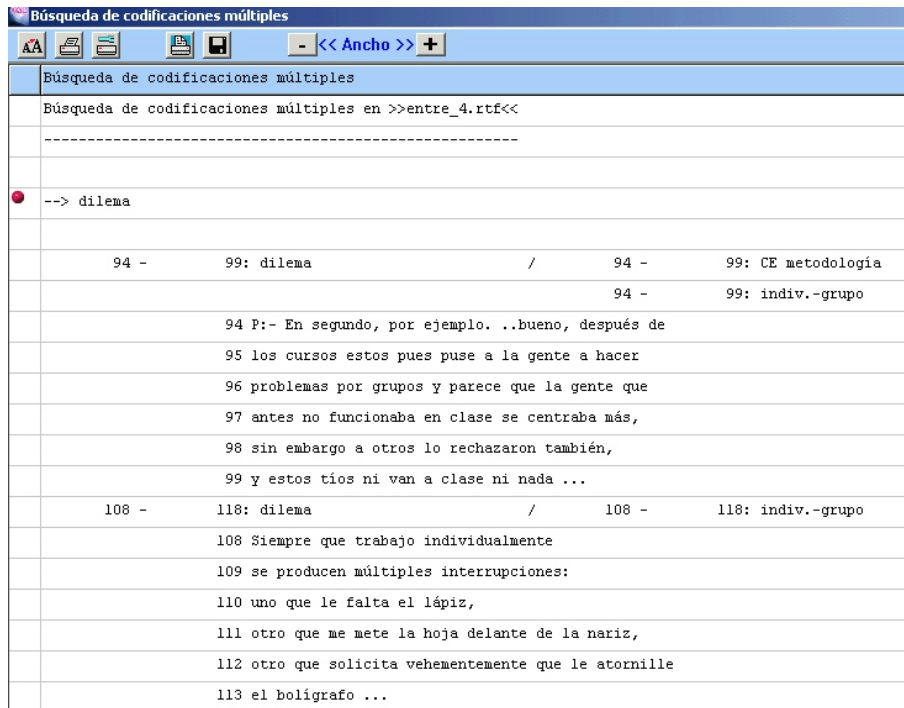 Búsqueda de codificaciones múltiples
- << Ancho >> +
Búsqueda de codificaciones múltiples
Búsqueda de codificaciones múltiples en >>entre_4.rtf<<
-------------------------------------------------------
--> dilema
94 - 99: dilema / 94 - 99: CE metodología
94 - 99: indiv.-grupo
94 P:- En segundo, por ejemplo. ..bueno, después de
95 los cursos estos pues puse a la gente a hacer
96 problemas por grupos y parece que la gente que
97 antes no funcionaba en clase se centraba más,
98 sin embargo a otros lo rechazaron también,
99 y estos tíos ni van a clase ni nada ...
108 - 118: dilema / 108 - 118: indiv.-grupo
108 Siempre que trabajo individualmente
109 se producen múltiples interrupciones:
110 uno que le falta el lápiz,
111 otro que me mete la hoja delante de la nariz,
112 otro que solicita vehementemente que le atornille
113 el bolígrafo ...